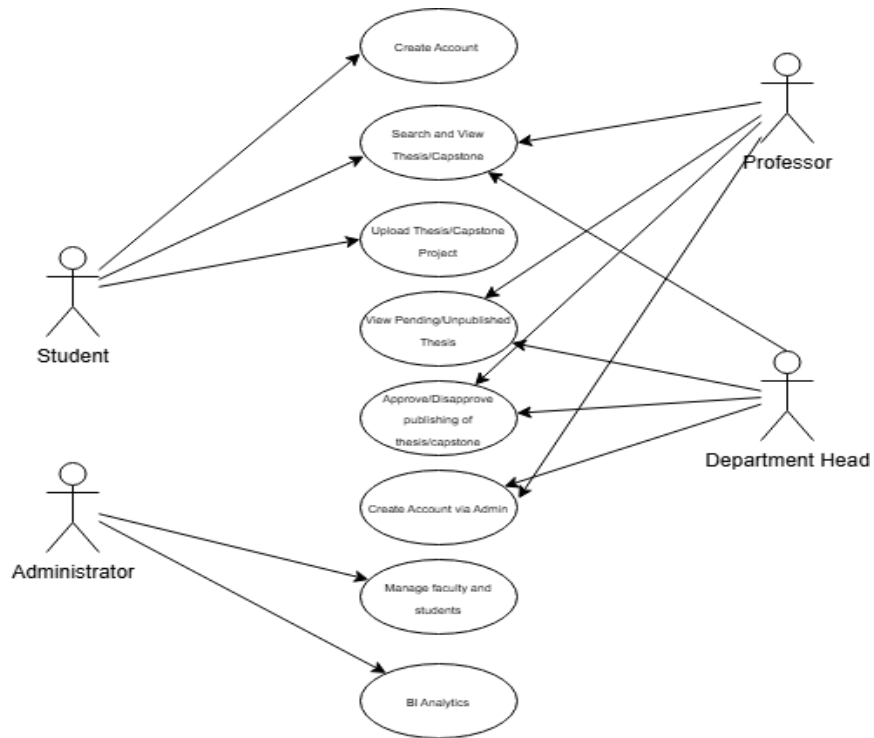 Create Account
Search and View
Thesis/Capstone
Professor
Upload Thesis/Capstone
Project
Student
View Pending/Unpublished
Thesis
Approve/Disapprove
publishing of
thesis/capstone
Department Head
Create Account via Admin
Administrator
Manage faculty and
students
BI Analytics